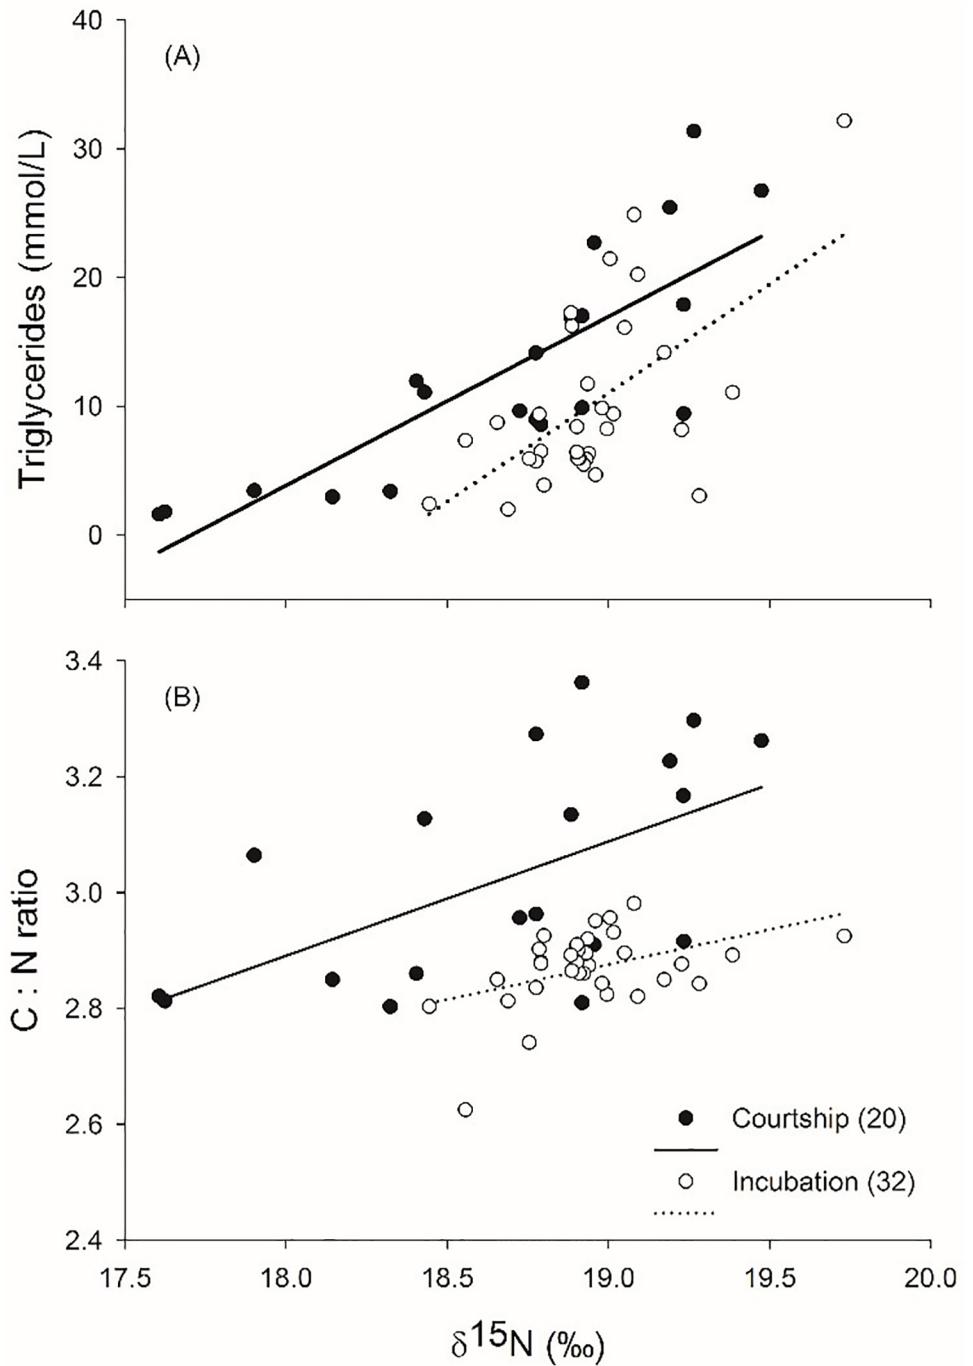 40
(A)
30
20
10
0
Triglycerides (mmol/L)
3.4
(B)
3.2
3.0
2.8
2.6
2.4
C : N ratio
Courtship (20)
Incubation (32)
17.5 18.0 18.5 19.0 19.5 20.0
δ15N (‰)